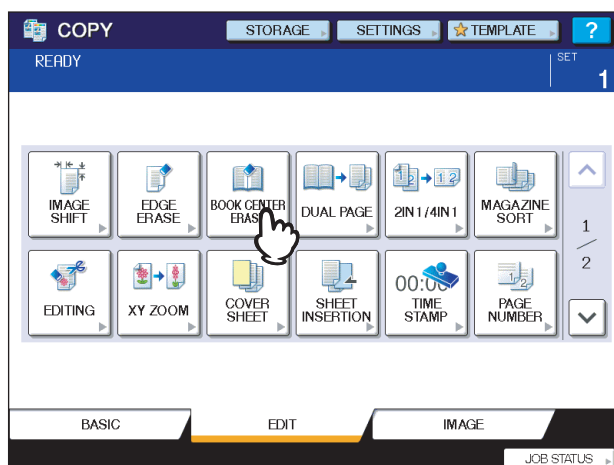 COPY
STORAGE
SETTINGS
TEMPLATE
?
READY
SET
1
IMAGE
SHIFT
EDGE
ERASE
BOOK CENTER
ERASE
DUAL PAGE
2IN1/4IN1
MAGAZINE
SORT
1
2
EDITING
XY ZOOM
COVER
SHEET
SHEET
INSERTION
00:00
TIME
STAMP
PAGE
NUMBER
BASIC
EDIT
IMAGE
JOB STATUS